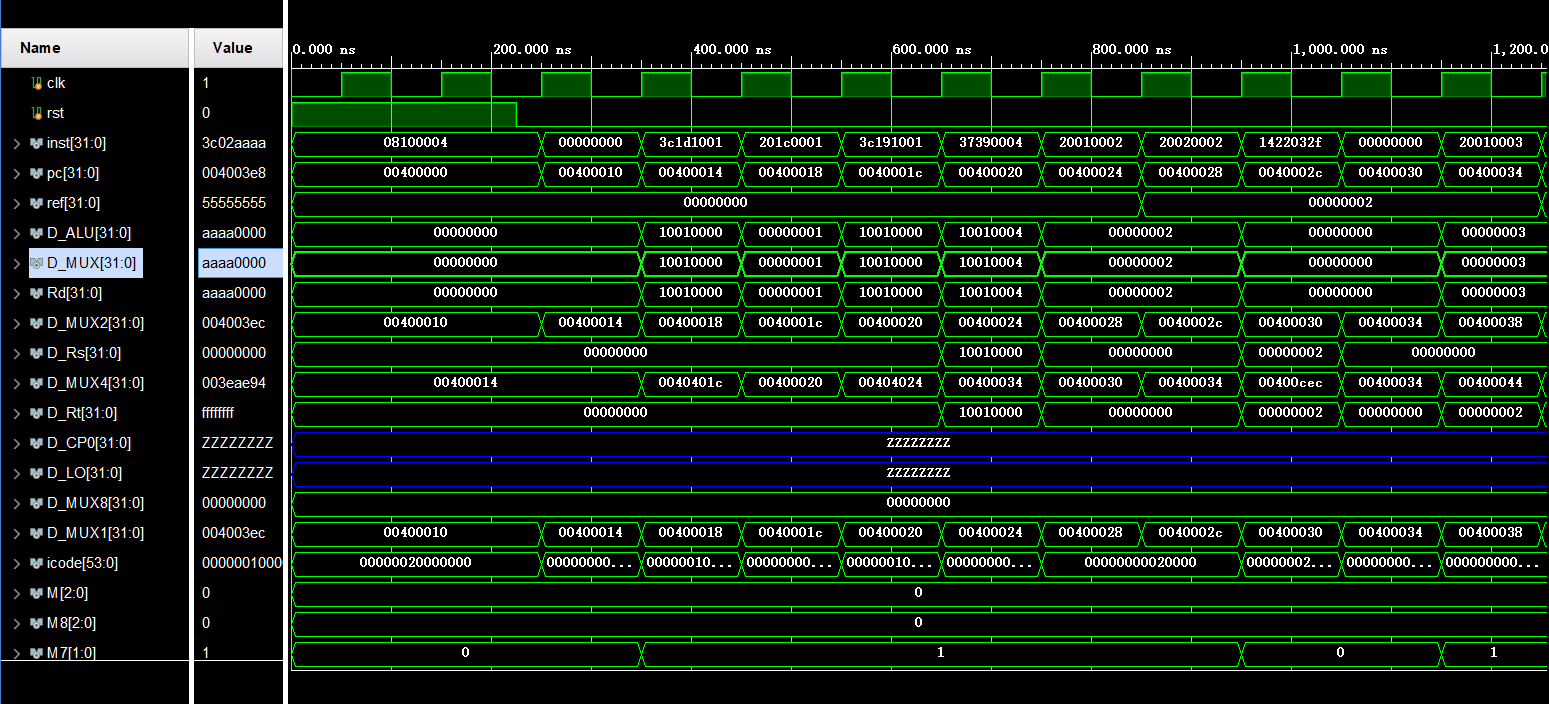 Name Value 0.000 ns 200.000 ns 400.000 ns 600.000 ns 800.000 ns 1,000.000 ns 1,200.0
clk 1
rst 0
inst[31:0] 3c02aaaa 08100004 00000000 3c1d1001 201c0001 3c191001 37390004 20010002 20020002 1422032f 00000000 20010003
pc[31:0] 004003e8 00400000 00400010 00400014 00400018 0040001c 00400020 00400024 00400028 0040002c 00400030 00400034
ref[31:0] 55555555 00000000 00000002
D_ALU[31:0] aaaa0000 00000000 10010000 00000001 10010000 10010004 00000002 00000000 00000003
D_MUX[31:0] aaaa0000 00000000 10010000 00000001 10010000 10010004 00000002 00000000 00000003
Rd[31:0] aaaa0000 00000000 10010000 00000001 10010000 10010004 00000002 00000000 00000003
D_MUX2[31:0] 004003ec 00400010 00400014 00400018 0040001c 00400020 00400024 00400028 0040002c 00400030 00400034 00400038
D_Rs[31:0] 00000000 00000000 10010000 00000000 00000002 00000000
D_MUX4[31:0] 003eae94 00400014 0040401c 00400020 00404024 00400034 00400030 00400034 00400cec 00400034 00400044
D_Rt[31:0] ffffffff 00000000 10010000 00000000 00000002 00000000 00000002
D_CP0[31:0] ZZZZZZZZ ZZZZZZZZ
D_LO[31:0] ZZZZZZZZ ZZZZZZZZ
D_MUX8[31:0] 00000000 00000000
D_MUX1[31:0] 004003ec 00400010 00400014 00400018 0040001c 00400020 00400024 00400028 0040002c 00400030 00400034 00400038
icode[53:0] 0000001000 00000020000000 00000000... 00000010... 00000000... 00000010... 00000000... 00000000020000 00000002... 00000000... 000000000...
M[2:0] 0 0
M8[2:0] 0 0
M7[1:0] 1 0 1 0 1